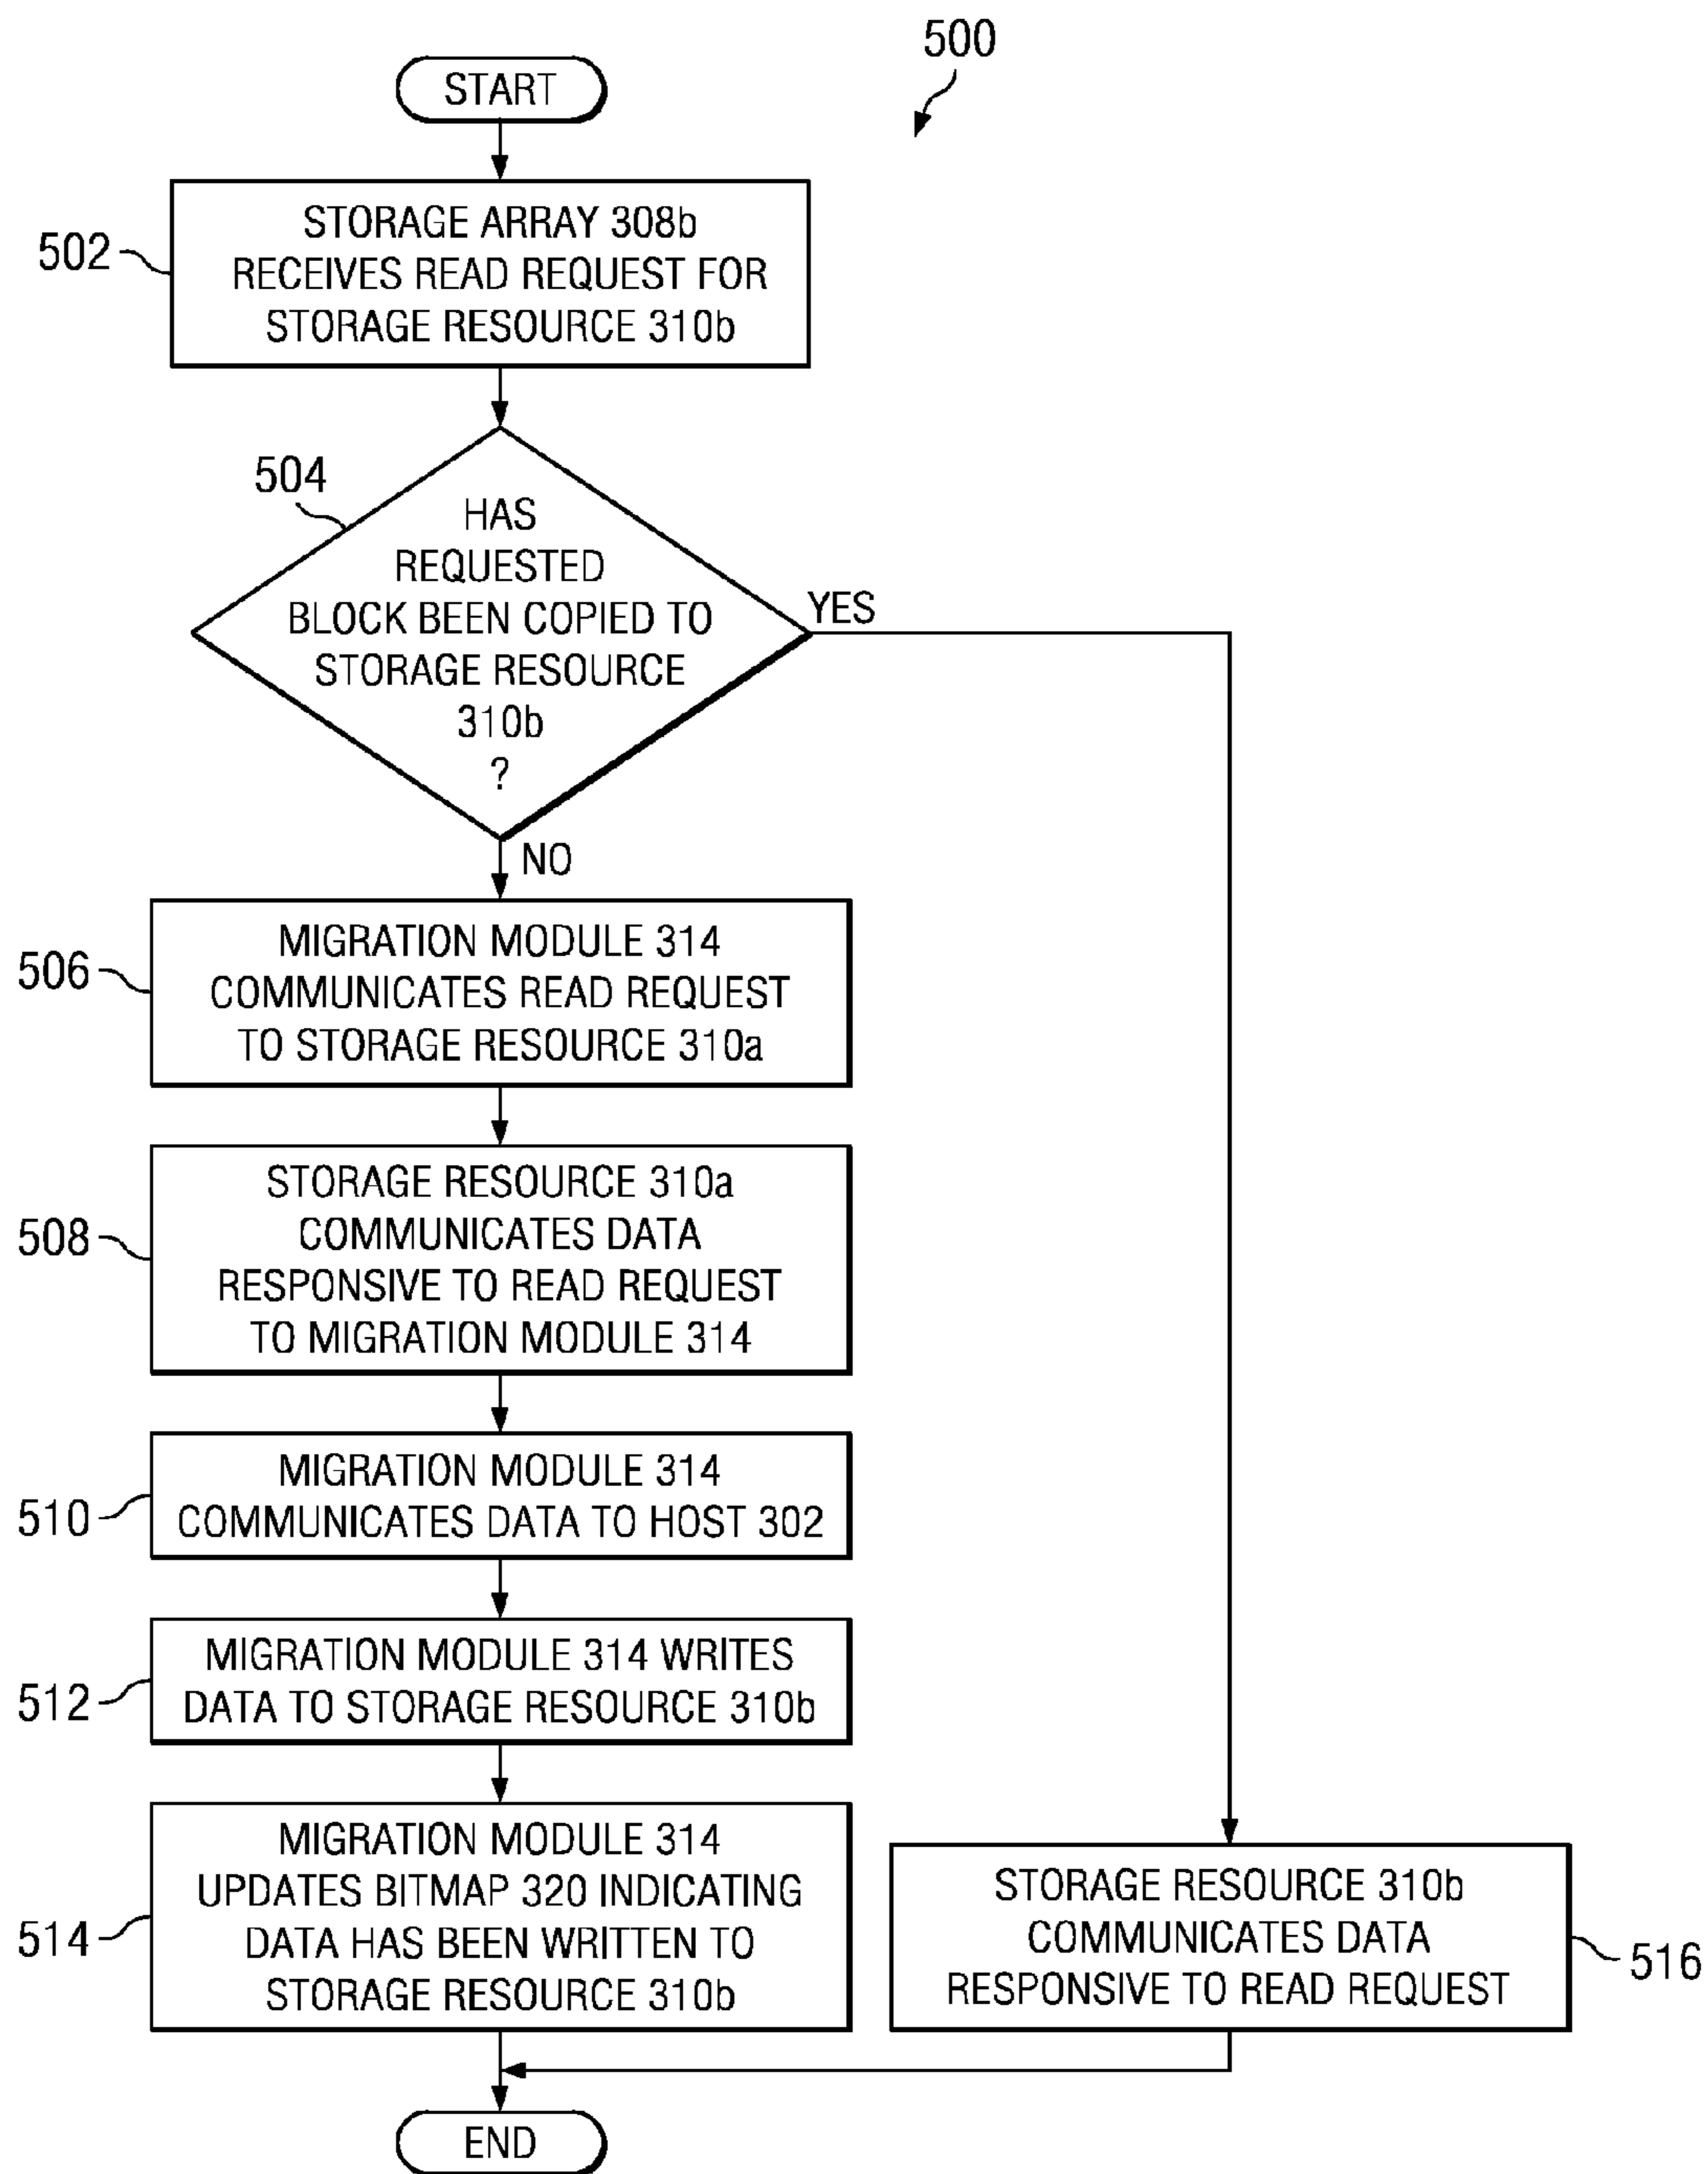 500
START
502
STORAGE ARRAY 308b
RECEIVES READ REQUEST FOR
STORAGE RESOURCE 310b
504
HAS
REQUESTED
BLOCK BEEN COPIED TO
STORAGE RESOURCE
310b
?
YES
NO
506
MIGRATION MODULE 314
COMMUNICATES READ REQUEST
TO STORAGE RESOURCE 310a
508
STORAGE RESOURCE 310a
COMMUNICATES DATA
RESPONSIVE TO READ REQUEST
TO MIGRATION MODULE 314
510
MIGRATION MODULE 314
COMMUNICATES DATA TO HOST 302
512
MIGRATION MODULE 314 WRITES
DATA TO STORAGE RESOURCE 310b
514
MIGRATION MODULE 314
UPDATES BITMAP 320 INDICATING
DATA HAS BEEN WRITTEN TO
STORAGE RESOURCE 310b
STORAGE RESOURCE 310b
COMMUNICATES DATA
RESPONSIVE TO READ REQUEST
516
END